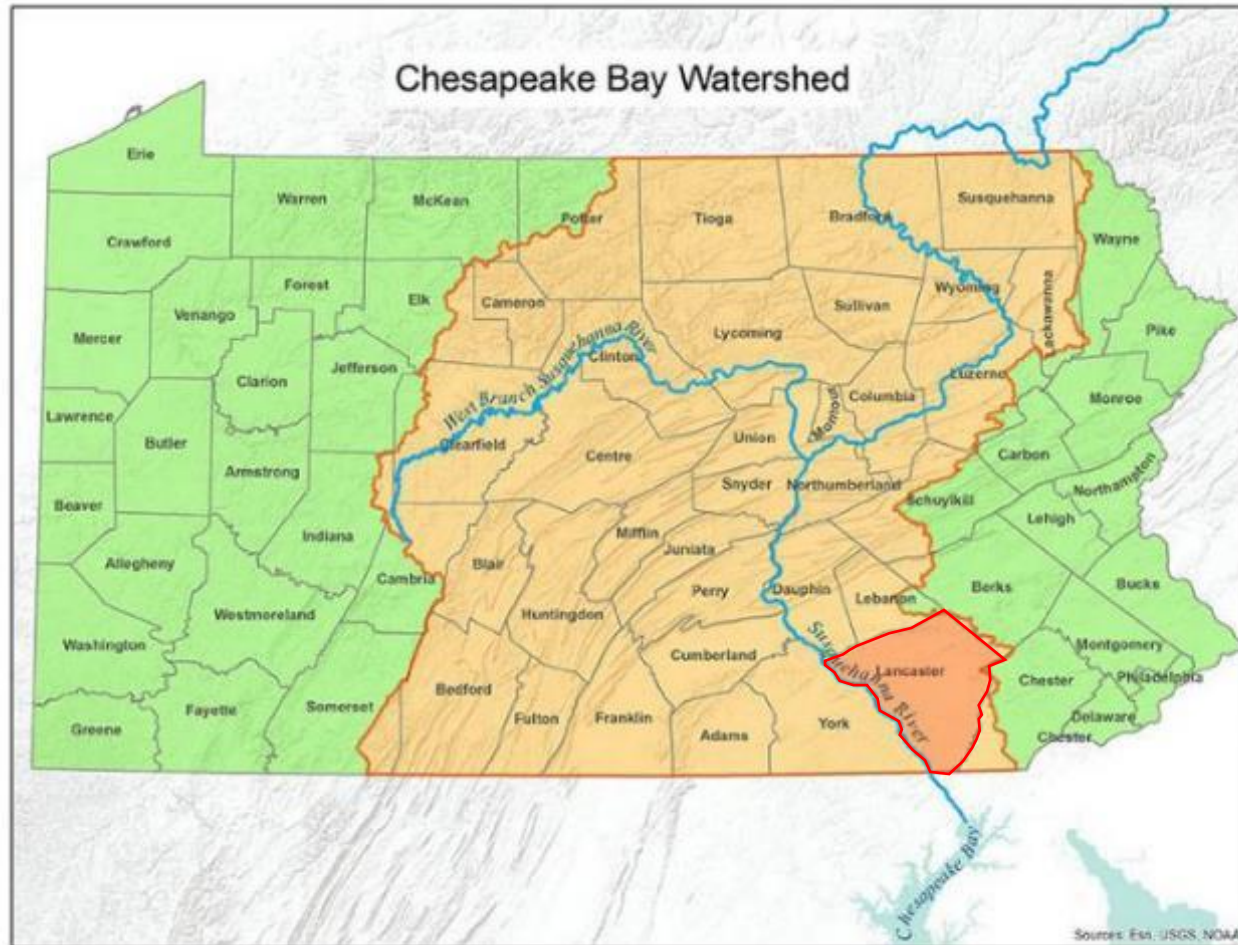 Chesapeake Bay Watershed
Erie
Warren
McKean
Potter
Tioga
Bradford
Susquehanna
Crawford
Wayne
Forest
Elk
Cameron
Wyoming
Venango
Sullivan
Lackawanna
Mercer
Lycoming
Pike
West Branch Susquehanna River
Clinton
Jefferson
Clarion
Luzerne
Columbia
Monroe
Lawrence
Montour
Butler
Union
Clearfield
Centre
Carbon
Armstrong
Snyder
Northumberland
Northampton
Beaver
Schuylkill
Lehigh
Indiana
Mifflin
Juniata
Allegheny
Blair
Cambria
Perry
Dauphin
Berks
Bucks
Lebanon
Huntingdon
Westmoreland
Washington
Montgomery
Cumberland
Susquehanna River
Lancaster
Chester
Philadelphia
Bedford
Somerset
Fayette
Fulton
Franklin
York
Delaware
Greene
Adams
Chester
Chesapeake Bay
Sources: Esri, USGS, NOAA